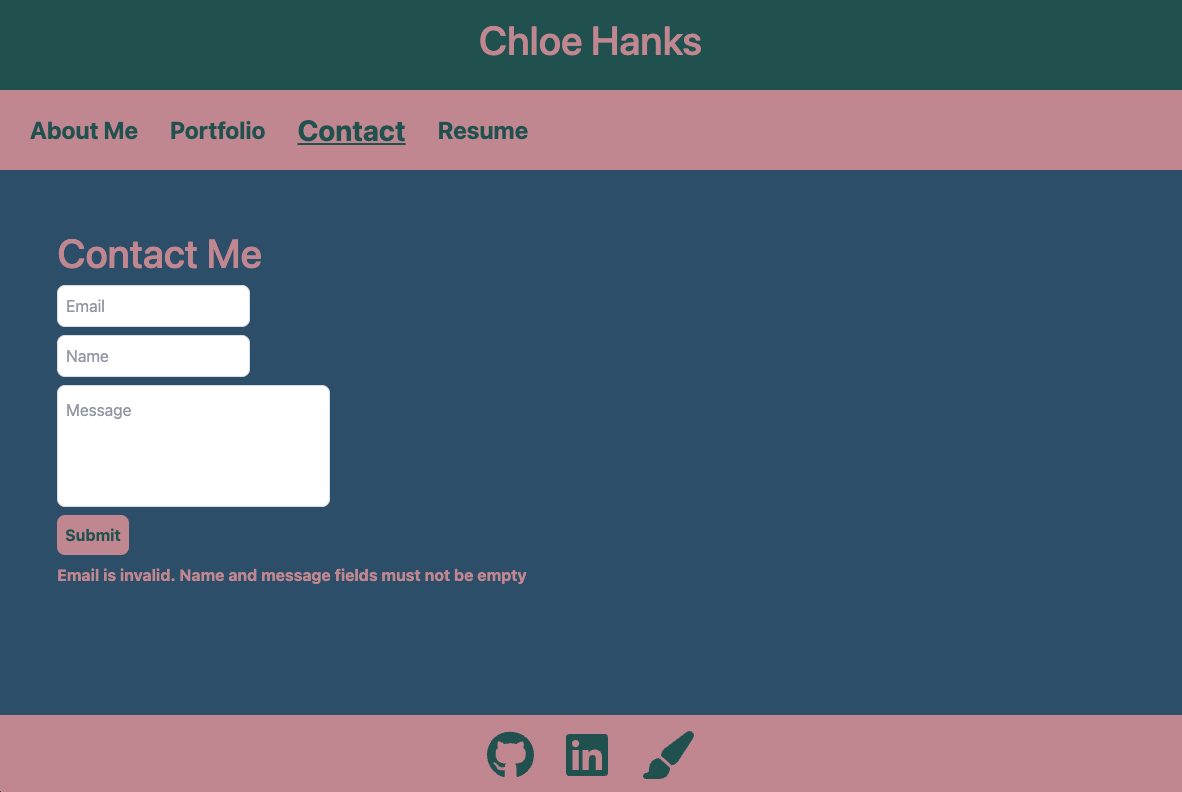 Chloe Hanks
About Me Portfolio Contact Resume
Contact Me
Email
Name
Message
Submit
Email is invalid. Name and message fields must not be empty
in